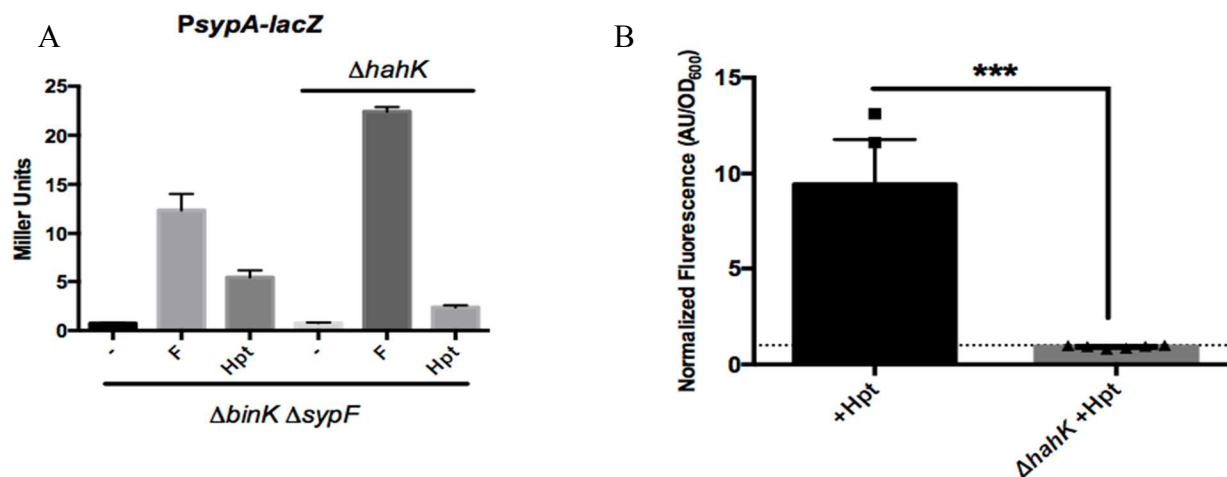 A
PsypA-lacZ
ΔhahK
Miller Units
25
20
15
10
5
0
-
F
Hpt
-
F
Hpt
ΔbinK ΔsypF
B
***
Normalized Fluorescence (AU/OD600)
15
10
5
0
+Hpt
ΔhahK +Hpt